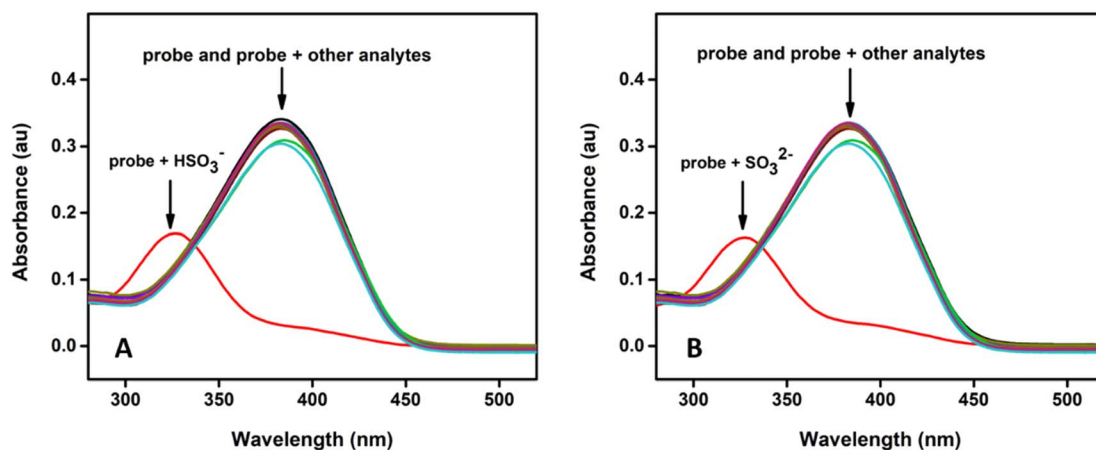 probe and probe + other analytes
0.4
0.3
probe + HSO₃⁻
0.2
0.1
0.0
A
300 350 400 450 500
Absorbance (au)
Wavelength (nm)
probe and probe + other analytes
0.4
0.3
probe + SO₃²⁻
0.2
0.1
0.0
B
300 350 400 450 500
Absorbance (au)
Wavelength (nm)